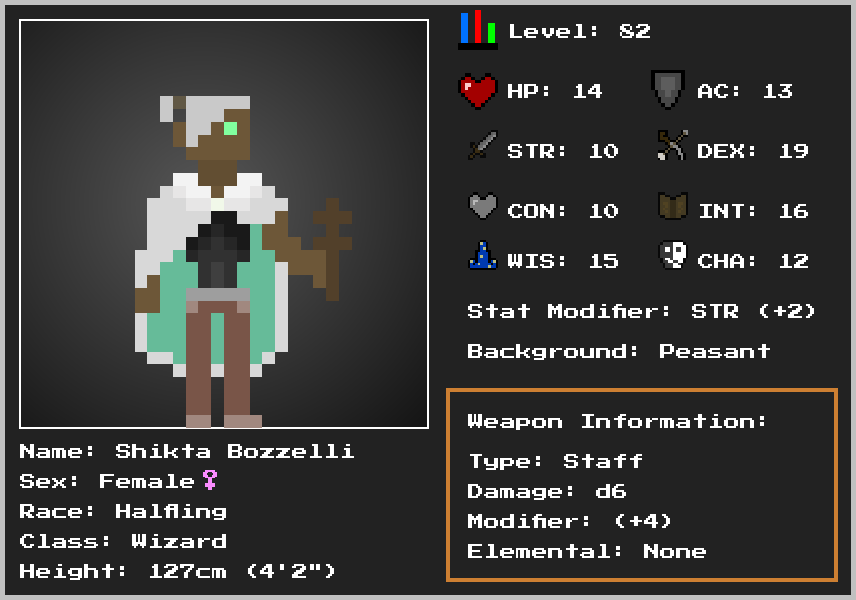 Level: 82
HP: 14 AC: 13
STR: 10 DEX: 19
CON: 10 INT: 16
WIS: 15 CHA: 12
Stat Modifier: STR (+2)
Background: Peasant
Weapon Information:
Type: Staff
Damage: d6
Modifier: (+4)
Elemental: None
Name: Shikta Bozzelli
Sex: Female♀
Race: Halfling
Class: Wizard
Height: 127cm (4'2")